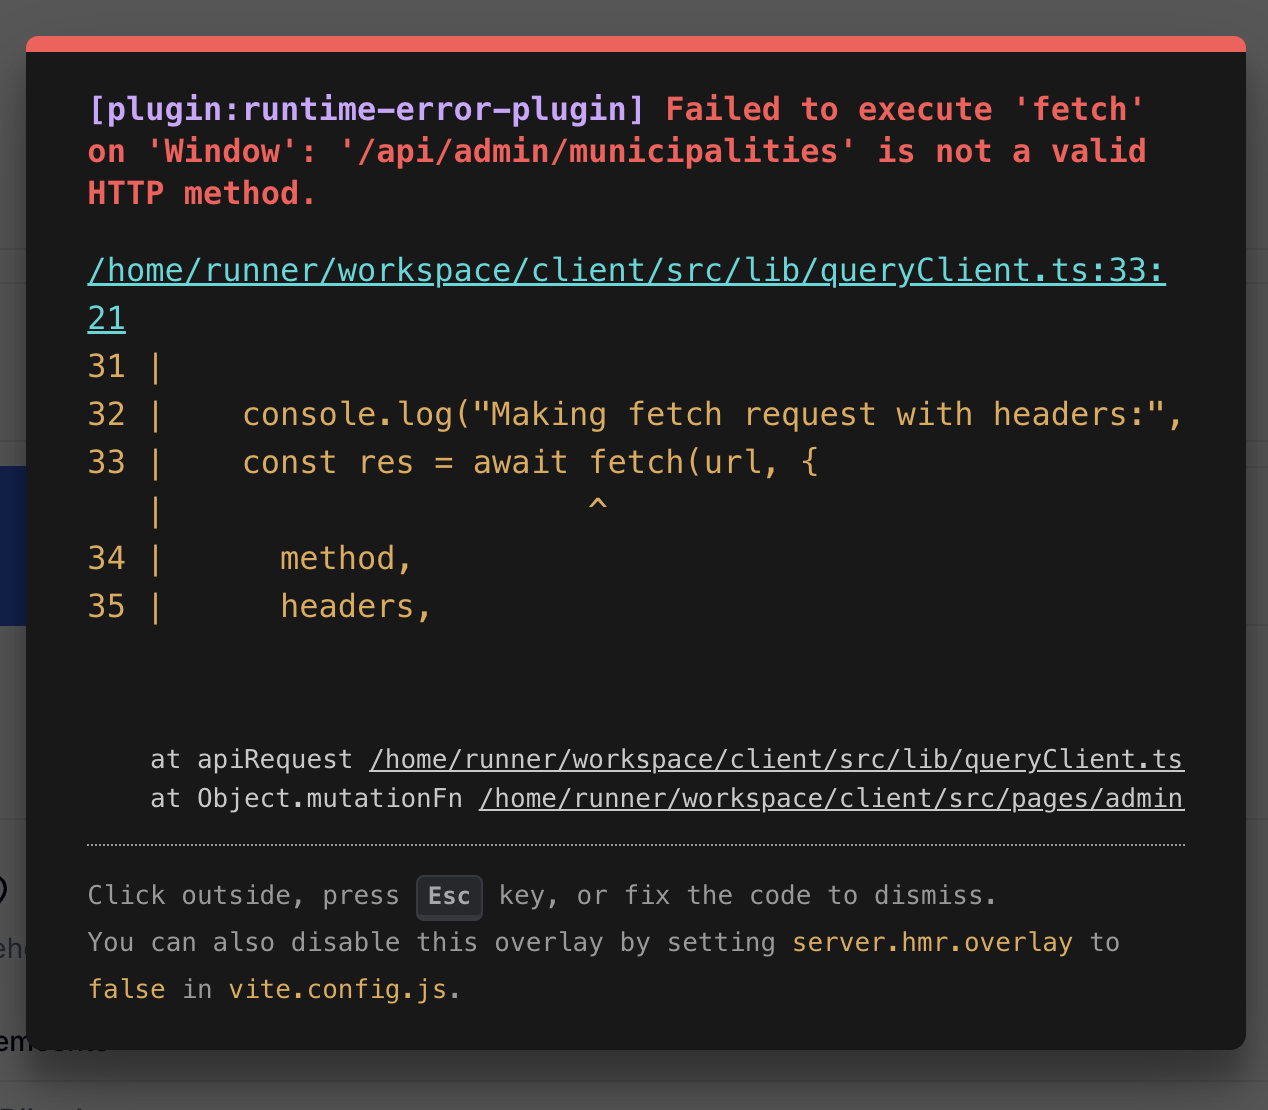 [plugin:runtime-error-plugin] Failed to execute 'fetch'
on 'Window': '/api/admin/municipalities' is not a valid
HTTP method.
/home/runner/workspace/client/src/lib/queryClient.ts:33:
21
31 |
32 |    console.log("Making fetch request with headers:",
33 |    const res = await fetch(url, {
   |                      ^
34 |      method,
35 |      headers,
at apiRequest /home/runner/workspace/client/src/lib/queryClient.ts
at Object.mutationFn /home/runner/workspace/client/src/pages/admin
Click outside, press Esc key, or fix the code to dismiss.
You can also disable this overlay by setting server.hmr.overlay to
false in vite.config.js.